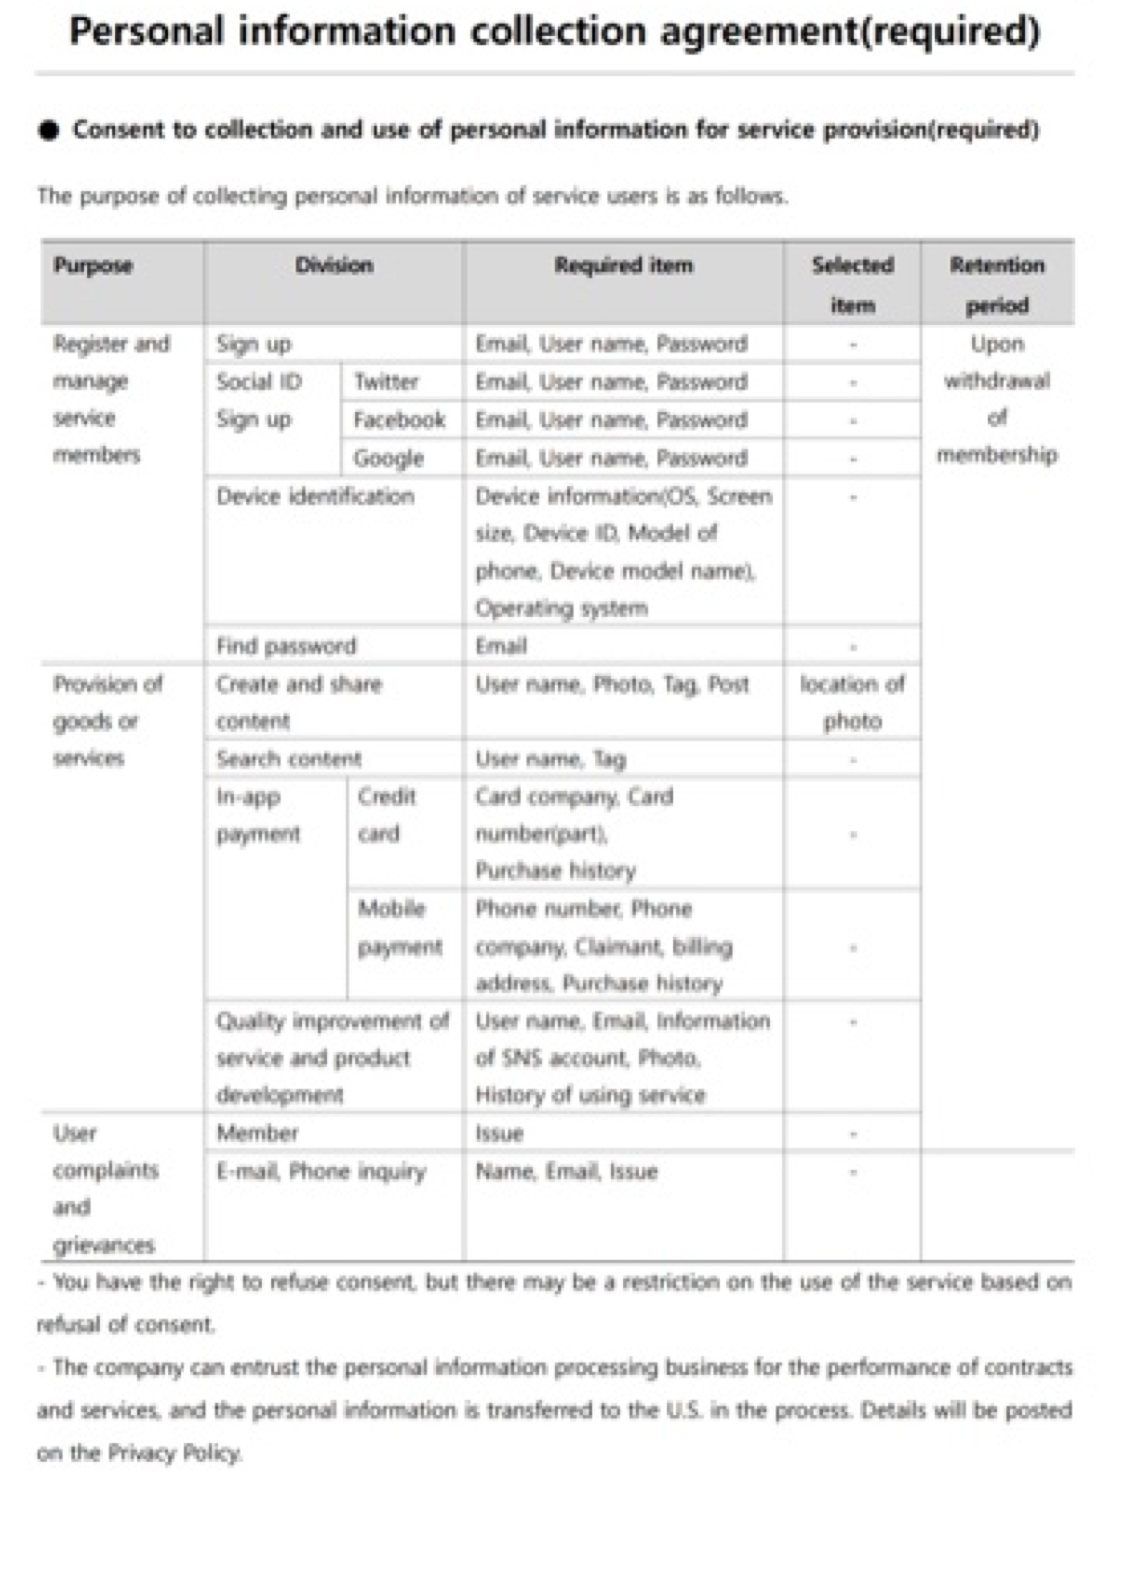 Personal information collection agreement(required)
● Consent to collection and use of personal information for service provision(required)
The purpose of collecting personal information of service users is as follows.
Purpose Division Required item Selected item Retention period
Register and manage service members Sign up Email, User name, Password - Upon withdrawal of membership
Social ID Sign up Twitter Email, User name, Password -
Facebook Email, User name, Password -
Google Email, User name, Password -
Device identification Device information(OS, Screen size, Device ID, Model of phone, Device model name), Operating system -
Find password Email -
Provision of goods or services Create and share content User name, Photo, Tag, Post location of photo
Search content User name, Tag -
In-app payment Credit card Card company, Card number(part), Purchase history -
Mobile payment Phone number, Phone company, Claimant, billing address, Purchase history -
Quality improvement of service and product development User name, Email, Information of SNS account, Photo, History of using service -
User complaints and grievances Member Issue -
E-mail, Phone inquiry Name, Email, Issue -
- You have the right to refuse consent, but there may be a restriction on the use of the service based on
refusal of consent.
- The company can entrust the personal information processing business for the performance of contracts
and services, and the personal information is transferred to the U.S. in the process. Details will be posted
on the Privacy Policy.